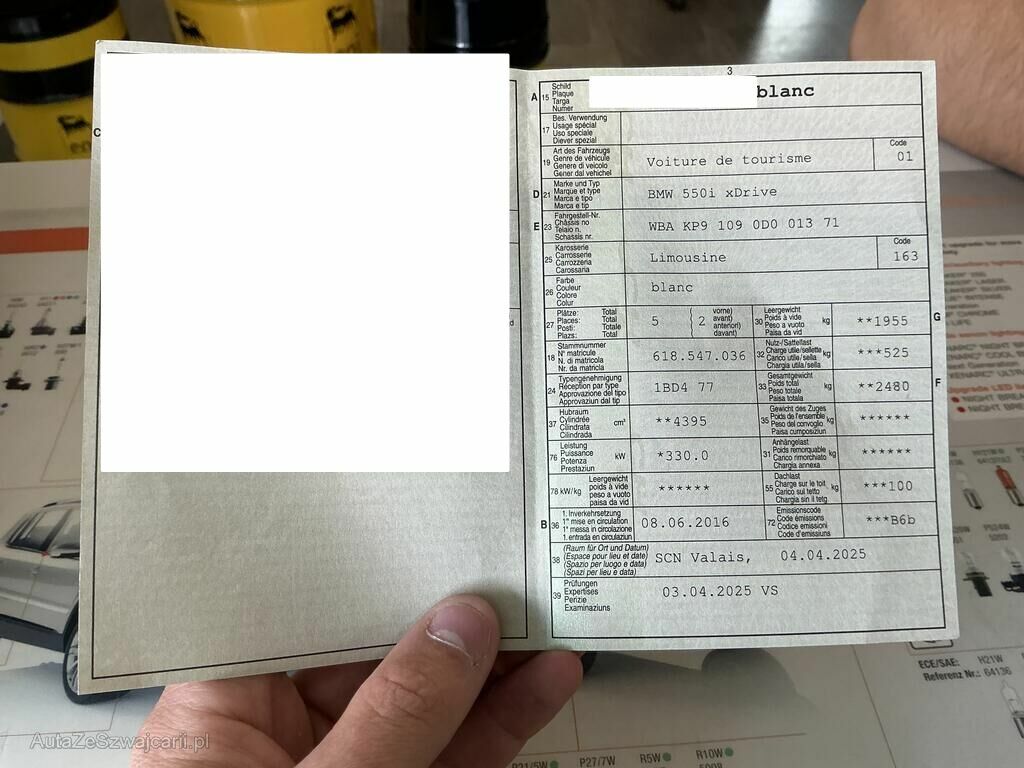 3
A 15 Schild
Plaque
Targa
Numer
blanc
17 Bes. Verwendung
Usage spécial
Uso speciale
Diever spezial
19 Art des Fahrzeugs
Genre de véhicule
Genere di veicolo
Gener dal vehichel
Voiture de tourisme
Code
01
D 21 Marke und Typ
Marque et type
Marca e tipo
Marca e tip
BMW 550i xDrive
E 23 Fahrgestell-Nr.
Châssis no
Telaio n.
Schassis nr.
WBA KP9 109 0D0 013 71
25 Karosserie
Carrosserie
Carrozzeria
Carossaria
Limousine
Code
163
26 Farbe
Couleur
Colore
Colur
blanc
27 Plätze: Total
Places: Total
Posti: Totale
Plazs: Total
5 ( 2 vorne)
avant)
anteriori)
davant)
30 Leergewicht
Poids à vide
Peso a vuoto
Paisa da vid
kg
**1955
G
18 Stammnummer
N° matricule
N. di matricola
Nr. da matricla
618.547.036
32 Nutz-/Sattellast
Charge utile/sellette
Carico utile/sella
Chargia utila/sella
kg
***525
24 Typengenehmigung
Réception par type
Approvazione del tipo
Approvaziun dal tip
1BD4 77
33 Gesamtgewicht
Poids total
Peso totale
Paisa totala
kg
**2480
F
37 Hubraum
Cylindrée
Cilindrata
Cilindrada
cm³
**4395
35 Gewicht des Zuges
Poids de l'ensemble
Peso del convoglio
Paisa cumposiziun
kg
******
76 Leistung
Puissance
Potenza
Prestaziun
kW
*330.0
31 Anhängelast
Poids remorquable
Carico rimorchiato
Chargia annexa
kg
******
78 kW/kg
Leergewicht
poids à vide
peso a vuoto
paisa da vid
******
55 Dachlast
Charge sur le toit
Carico sul tetto
Chargia sin il tetg
kg
***100
B 36 1. Inverkehrsetzung
1re mise en circulation
1a messa in circolazione
1. entrada en circulaziun
08.06.2016
72 Emissionscode
Code émissions
Codice emissioni
Code d'emissiuns
***B6b
38 (Raum für Ort und Datum)
(Espace pour lieu et date)
(Spazio per luogo e data)
(Spazi per lieu e data)
SCN Valais, 04.04.2025
39 Prüfungen
Expertises
Perizie
Examinaziuns
03.04.2025 VS
C
ECE/SAE: H21W
Referenz Nr.: 64136
P21/5W P27/7W R5W R10W
5008
AutaZeSzwajcarii.pl